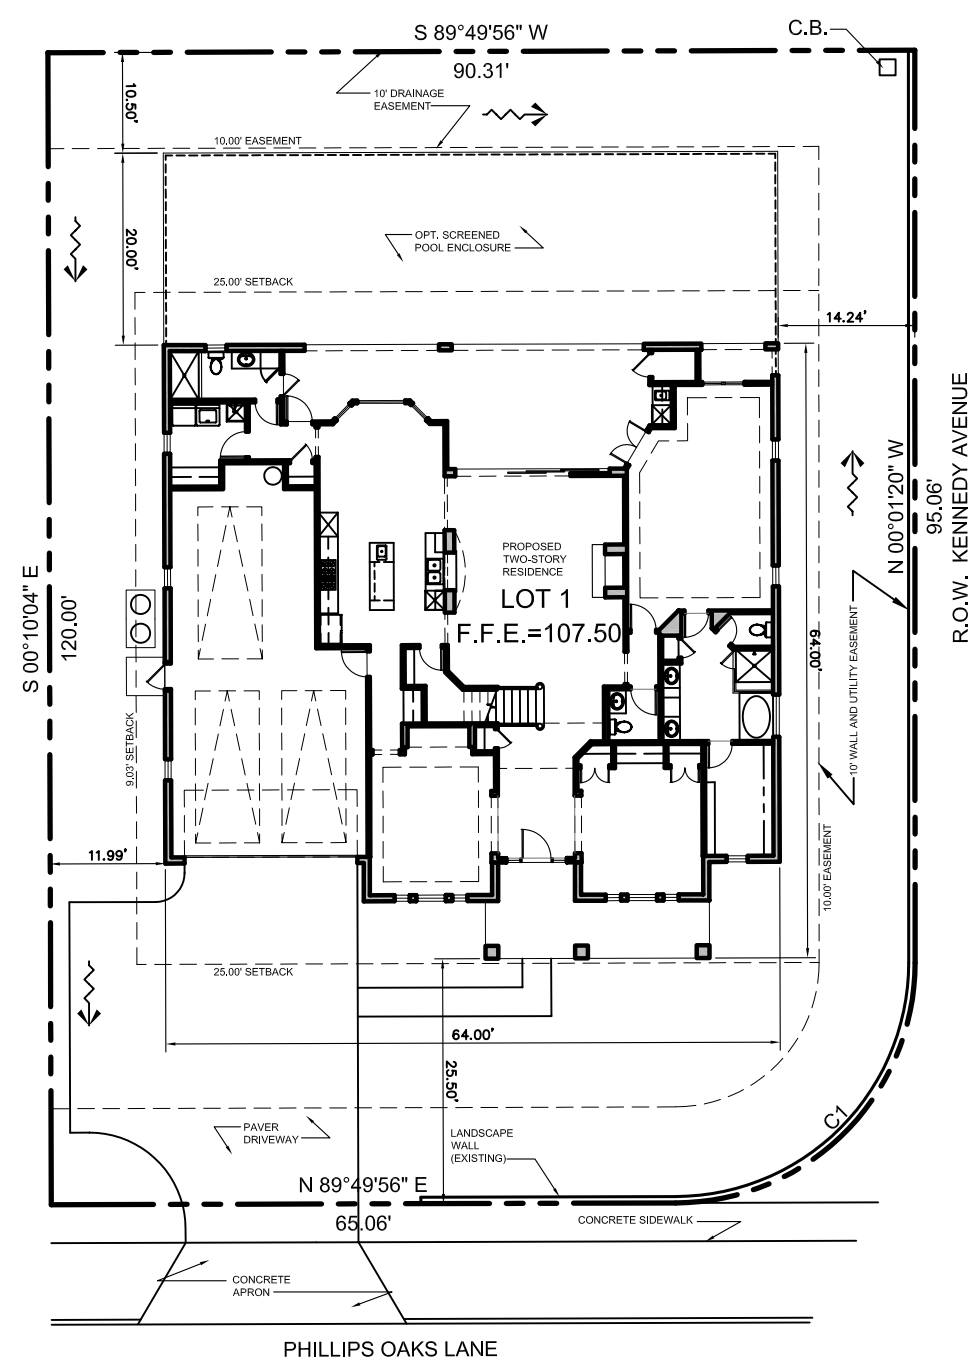 S 89°49'56" W
C.B.
90.31'
10' DRAINAGE
EASEMENT
10.50'
10.00' EASEMENT
20.00'
OPT. SCREENED
POOL ENCLOSURE
25.00' SETBACK
14.24'
N 00°01'20" W
95.06'
R.O.W. KENNEDY AVENUE
S 00°10'04" E
120.00'
PROPOSED
TWO-STORY
RESIDENCE
LOT 1
F.F.E.=107.50
64.00'
10' WALL AND UTILITY EASEMENT
9.03' SETBACK
11.99'
10.00' EASEMENT
25.00' SETBACK
64.00'
25.50'
PAVER
DRIVEWAY
LANDSCAPE
WALL
(EXISTING)
C1
N 89°49'56" E
65.06'
CONCRETE SIDEWALK
CONCRETE
APRON
PHILLIPS OAKS LANE